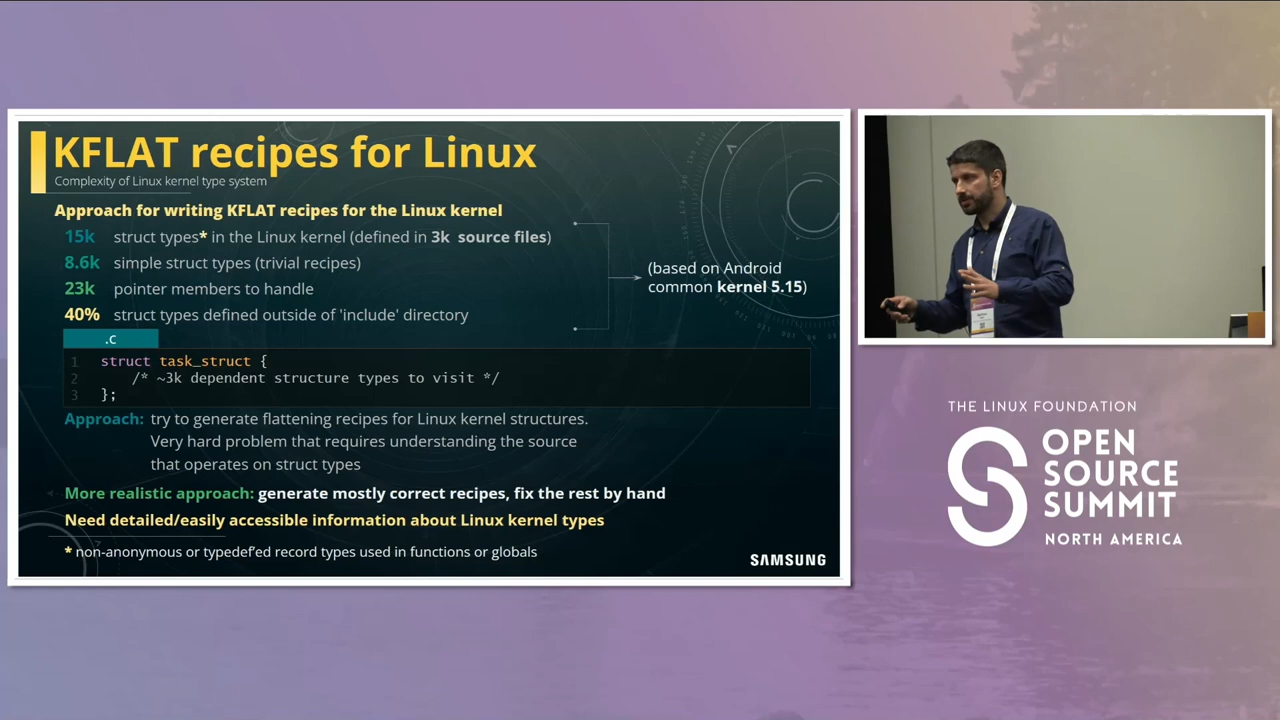 KFLAT recipes for Linux
Complexity of Linux kernel type system
Approach for writing KFLAT recipes for the Linux kernel
15k struct types* in the Linux kernel (defined in 3k source files)
8.6k simple struct types (trivial recipes)
23k pointer members to handle
40% struct types defined outside of 'include' directory
(based on Android
common kernel 5.15)
.c
1 struct task_struct {
2 /* ~3k dependent structure types to visit */
3 };
Approach: try to generate flattening recipes for Linux kernel structures.
Very hard problem that requires understanding the source
that operates on struct types
More realistic approach: generate mostly correct recipes, fix the rest by hand
Need detailed/easily accessible information about Linux kernel types
* non-anonymous or typedef'ed record types used in functions or globals
SAMSUNG
THE LINUX FOUNDATION
OPEN
SOURCE
SUMMIT
NORTH AMERICA